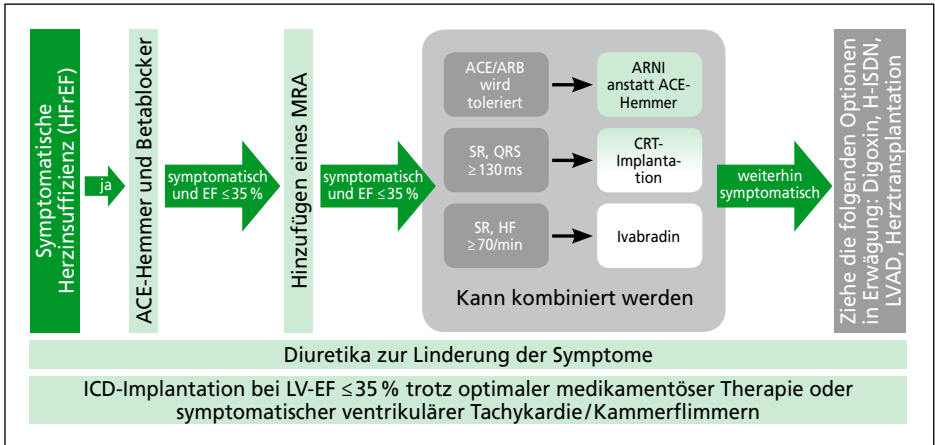 Symptomatische
Herzinsuffizienz (HFrEF)
ja
ACE-Hemmer und Betablocker
symptomatisch
und EF ≤35 %
Hinzufügen eines MRA
symptomatisch
und EF ≤35 %
ACE/ARB
wird
toleriert
ARNI
anstatt ACE-
Hemmer
SR, QRS
≥130 ms
CRT-
Implanta-
tion
SR, HF
≥70/min
Ivabradin
Kann kombiniert werden
weiterhin
symptomatisch
Ziehe die folgenden Optionen
in Erwägung: Digoxin, H-ISDN,
LVAD, Herztransplantation
Diuretika zur Linderung der Symptome
ICD-Implantation bei LV-EF ≤35 % trotz optimaler medikamentöser Therapie oder
symptomatischer ventrikulärer Tachykardie/Kammerflimmern